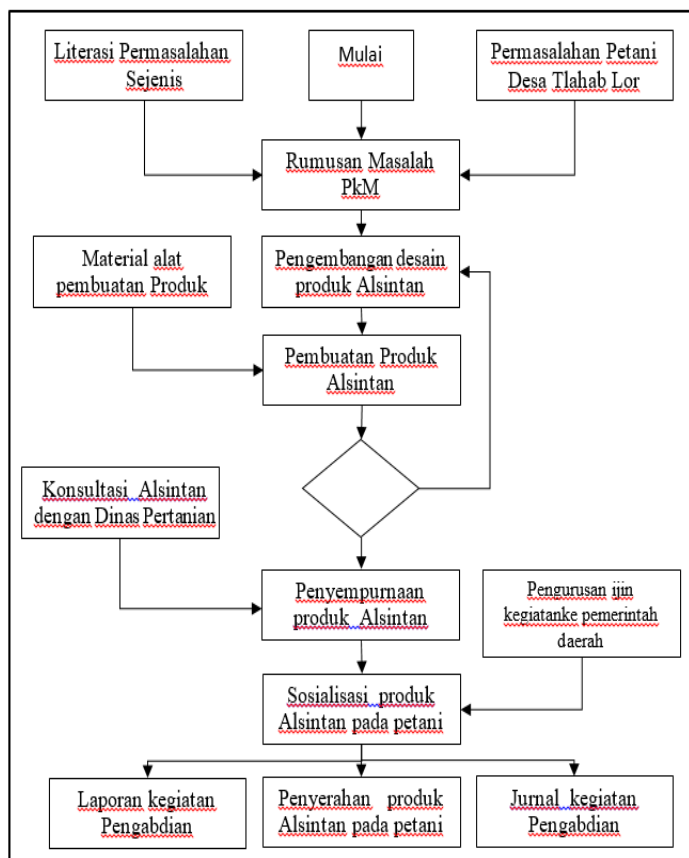 Literasi Permasalahan
Sejenis
Mulai
Permasalahan Petani
Desa Tlahab Lor
Rumusan Masalah
PkM
Material alat
pembuatan Produk
Pengembangan desain
produk Alsintan
Pembuatan Produk
Alsintan
Konsultasi Alsintan
dengan Dinas Pertanian
Penyempurnaan
produk Alsintan
Pengurusan ijin
kegiatanke pemerintah
daerah
Sosialisasi produk
Alsintan pada petani
Laporan kegiatan
Pengabdian
Penyerahan produk
Alsintan pada petani
Jurnal kegiatan
Pengabdian